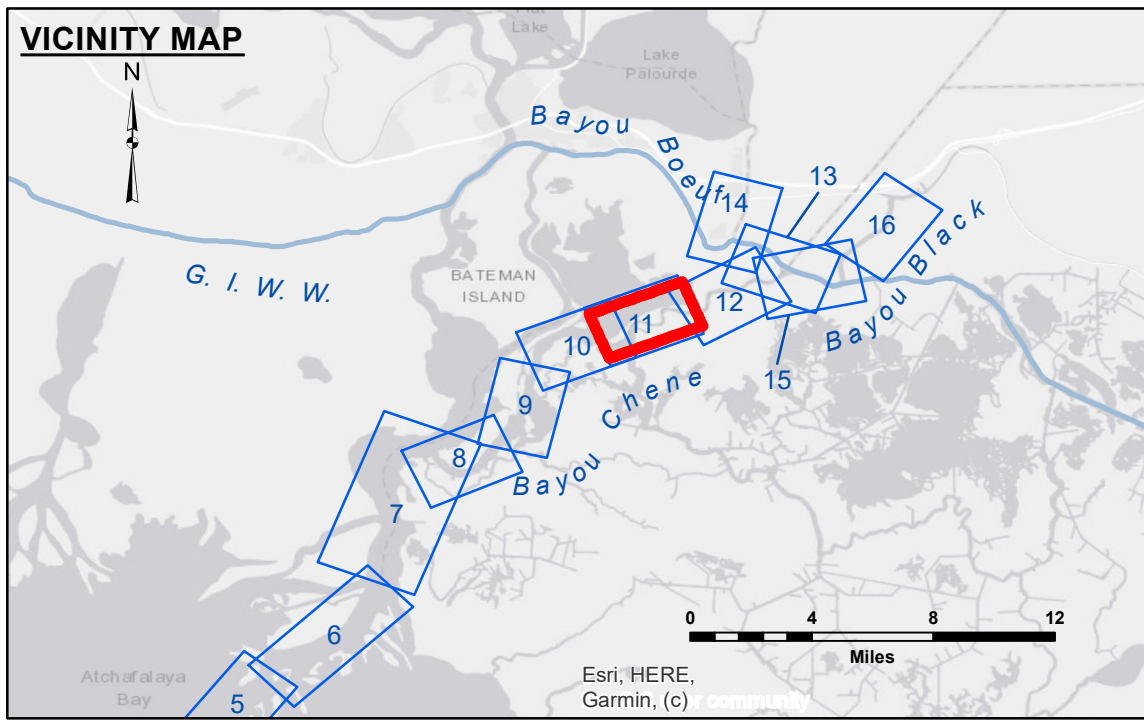 VICINITY MAP
N
Lake
Lake
Palourde
Bayou
Boeuf
13
14
16
Bayou Black
G. I. W. W.
BATEMAN
ISLAND
12
11
10
15
9
Bayou Chene
8
7
6
5
0 4 8 12
Miles
Atchafalaya
Bay
Esri, HERE,
Garmin, (c) community